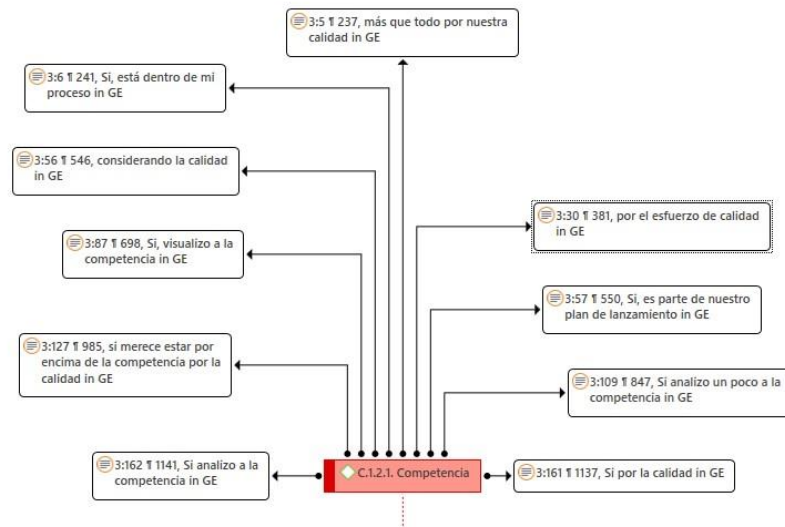 3:5 ¶ 237, más que todo por nuestra
calidad in GE
3:6 ¶ 241, Si, está dentro de mi
proceso in GE
3:56 ¶ 546, considerando la calidad
in GE
3:30 ¶ 381, por el esfuerzo de calidad
in GE
3:87 ¶ 698, Si, visualizo a la
competencia in GE
3:57 ¶ 550, Si, es parte de nuestro
plan de lanzamiento in GE
3:127 ¶ 985, si merece estar por
encima de la competencia por la
calidad in GE
3:109 ¶ 847, Si analizo un poco a la
competencia in GE
3:162 ¶ 1141, Si analizo a la
competencia in GE
C.1.2.1. Competencia
3:161 ¶ 1137, Si por la calidad in GE